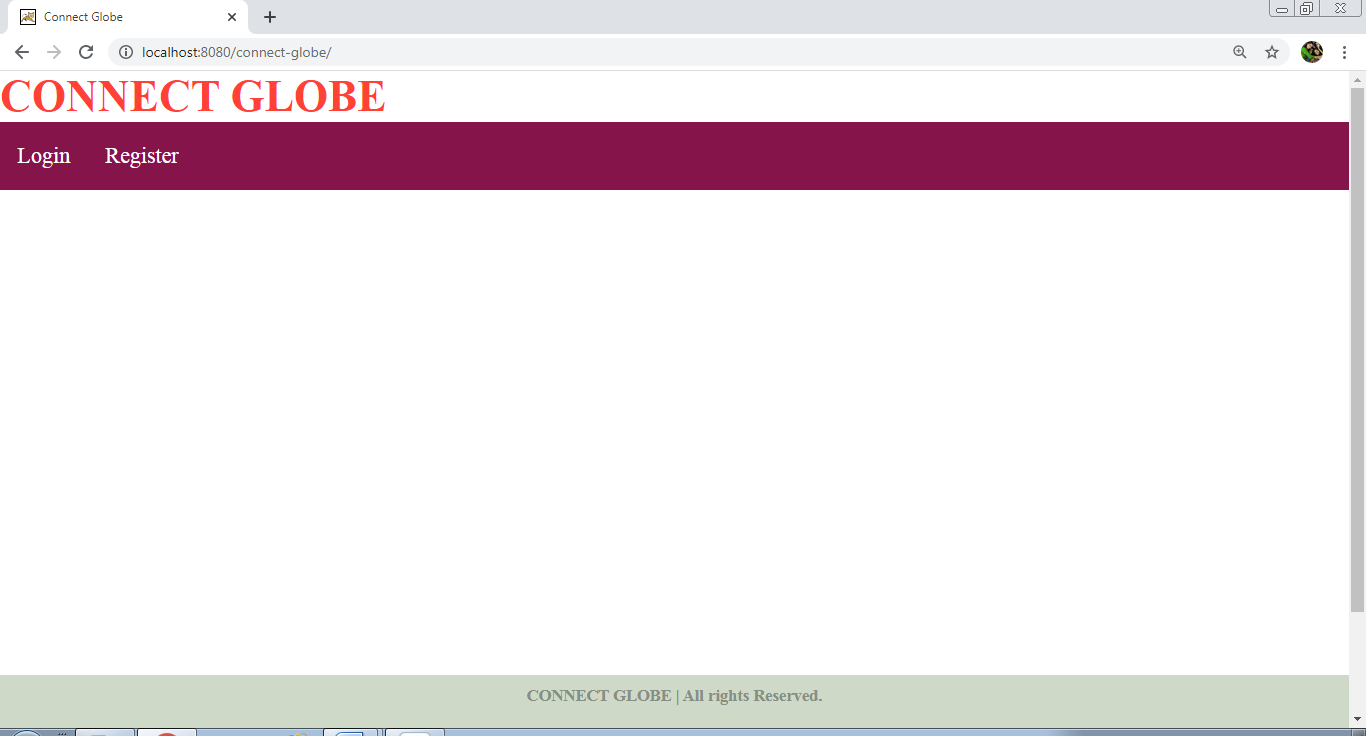 Connect Globe
localhost:8080/connect-globe/
CONNECT GLOBE
Login Register
CONNECT GLOBE | All rights Reserved.